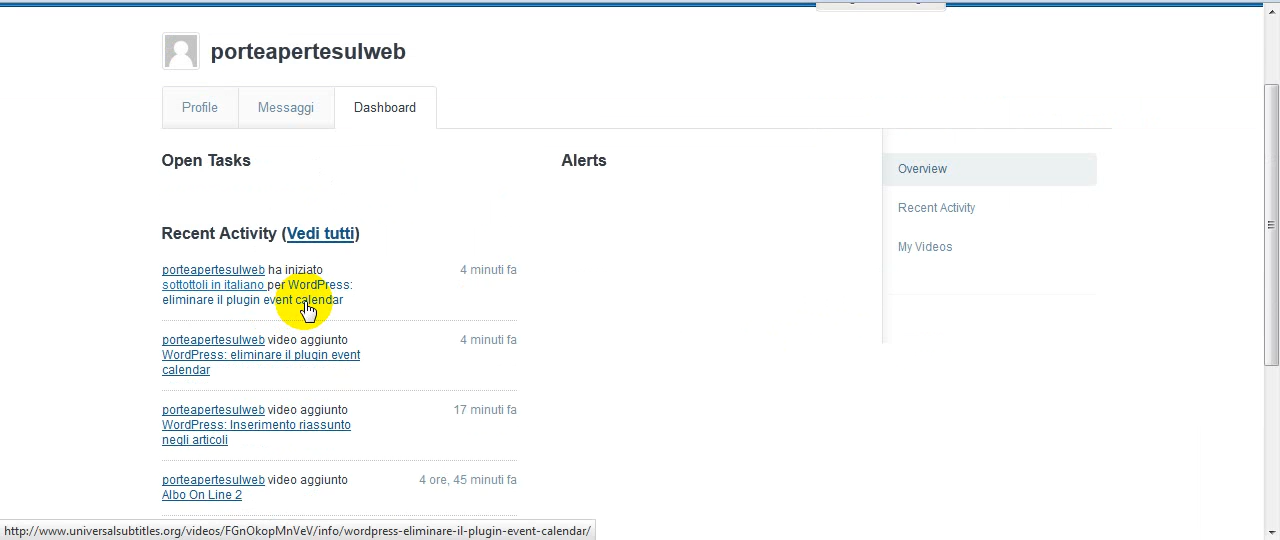 porteapertesulweb
Profile
Messaggi
Dashboard
Open Tasks
Alerts
Overview
Recent Activity
My Videos
Recent Activity (Vedi tutti)
porteapertesulweb ha iniziato
4 minuti fa
sottottoli in italiano per WordPress:
eliminare il plugin event calendar
porteapertesulweb video aggiunto
4 minuti fa
WordPress: eliminare il plugin event
calendar
porteapertesulweb video aggiunto
17 minuti fa
WordPress: Inserimento riassunto
negli articoli
porteapertesulweb video aggiunto
4 ore, 45 minuti fa
Albo On Line 2
http://www.universalsubtitles.org/videos/FGnOkopMnVeV/info/wordpress-eliminare-il-plugin-event-calendar/